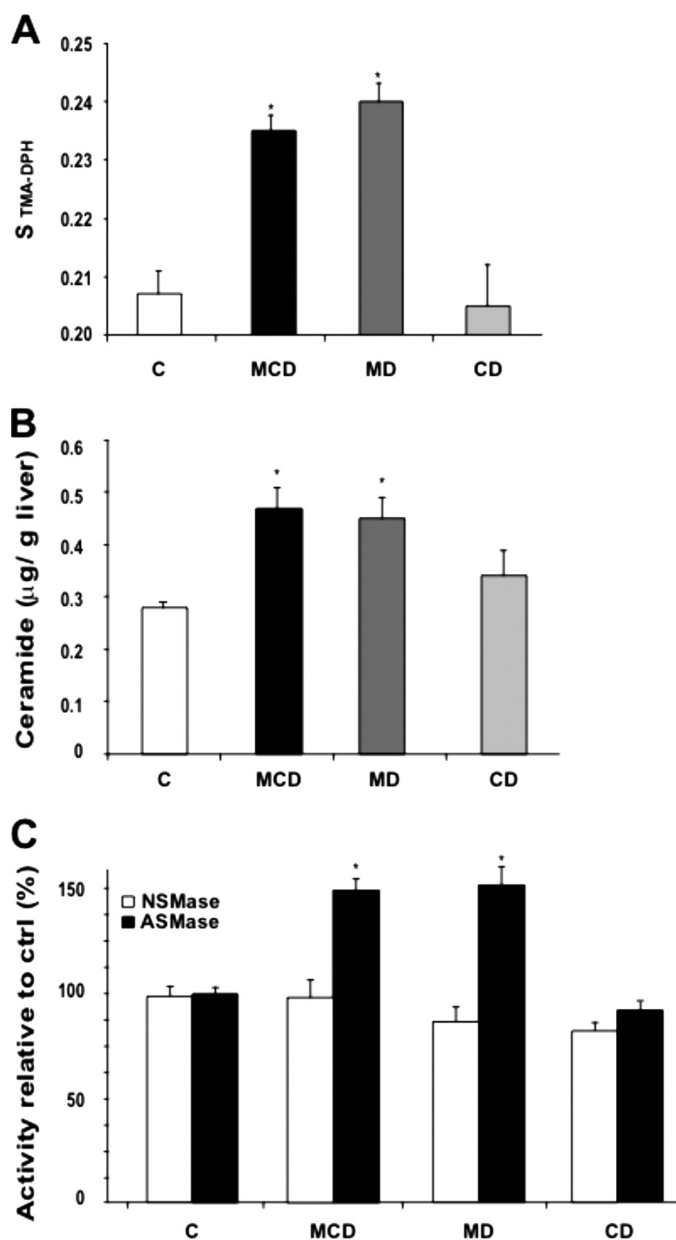 A
0.25
*
*
0.24
0.23
S TMA-DPH
0.22
0.21
0.20
C MCD MD CD
B
0.6
*
*
0.5
0.4
Ceramide (µg/ g liver)
0.3
0.2
0.1
0
C MCD MD CD
C
*
*
150
NSMase
ASMase
Activity relative to ctrl (%)
100
50
0
C MCD MD CD